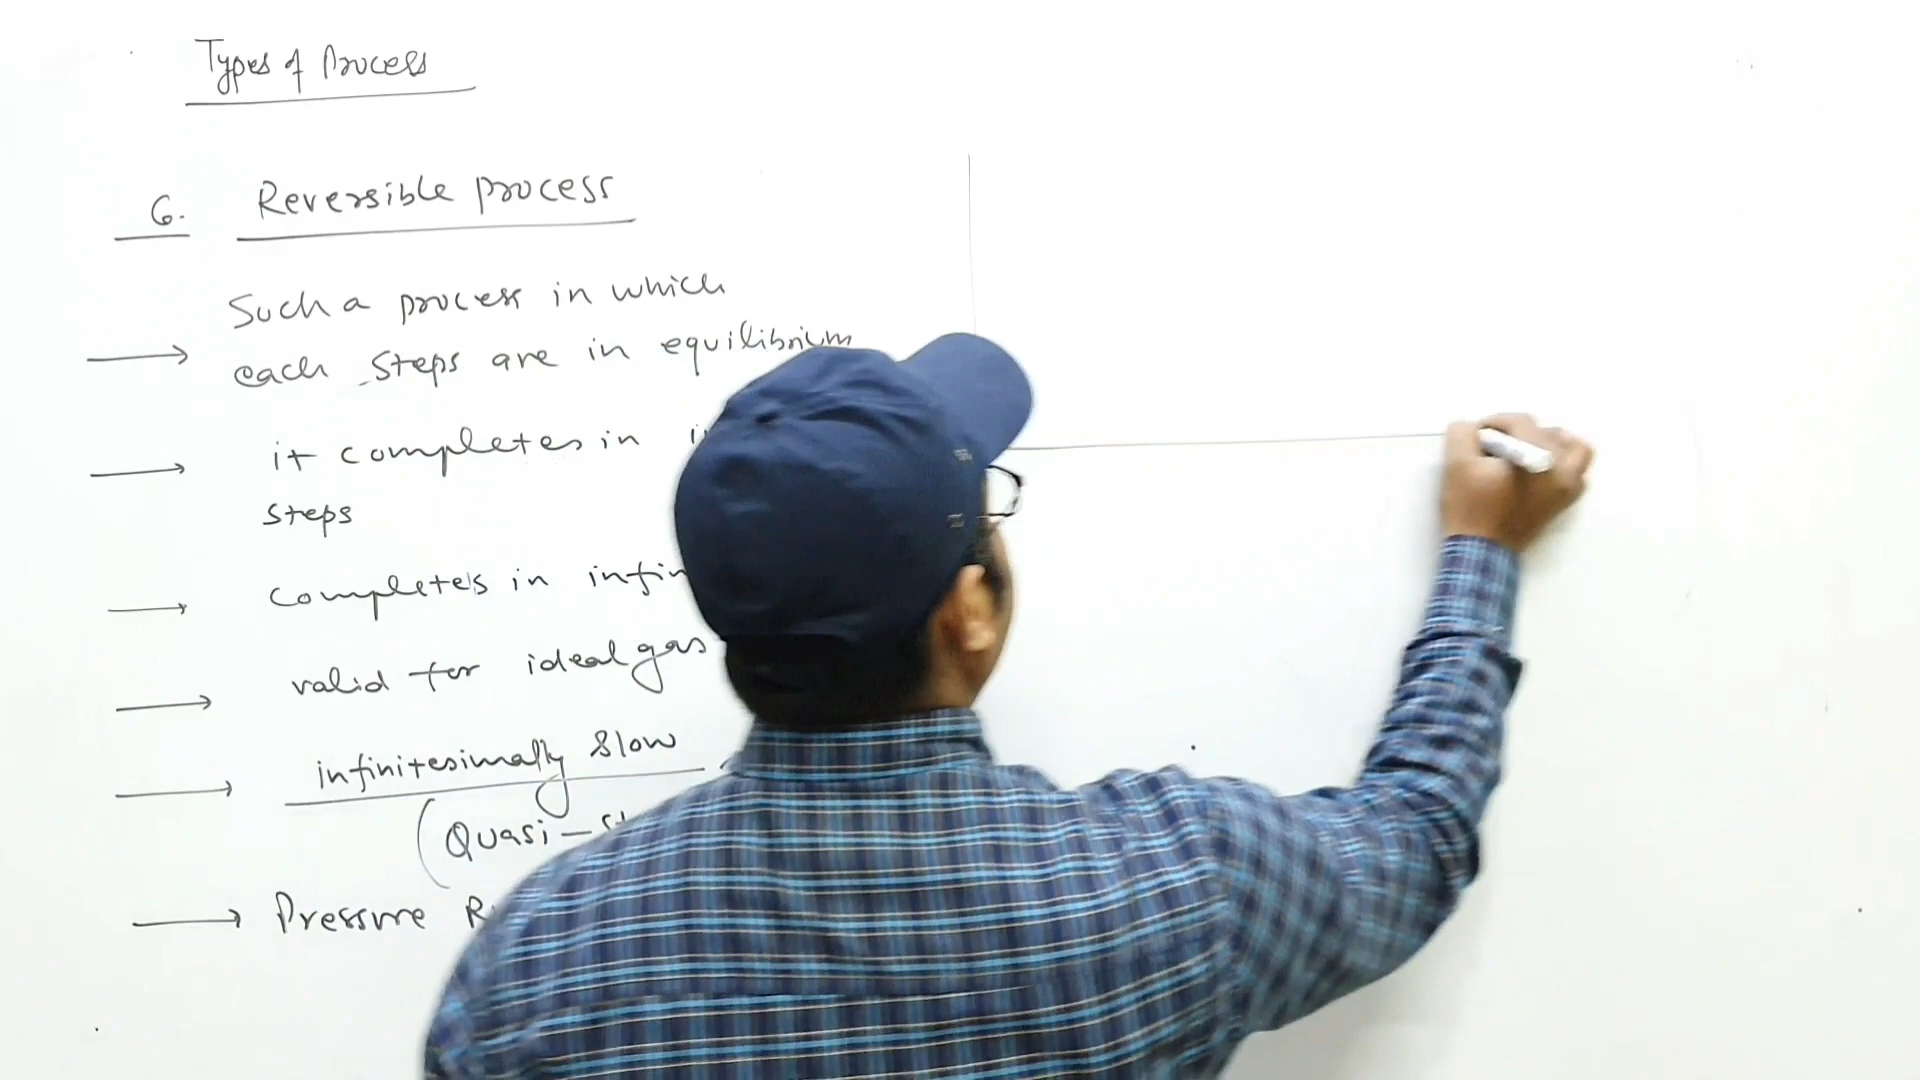 Types of Process
6. Reversible process
Such a process in which
each steps are in equilibrium
it completes in
steps
completes in
valid for ideal gas
infinitesimally slow
(Quasi-
Pressure